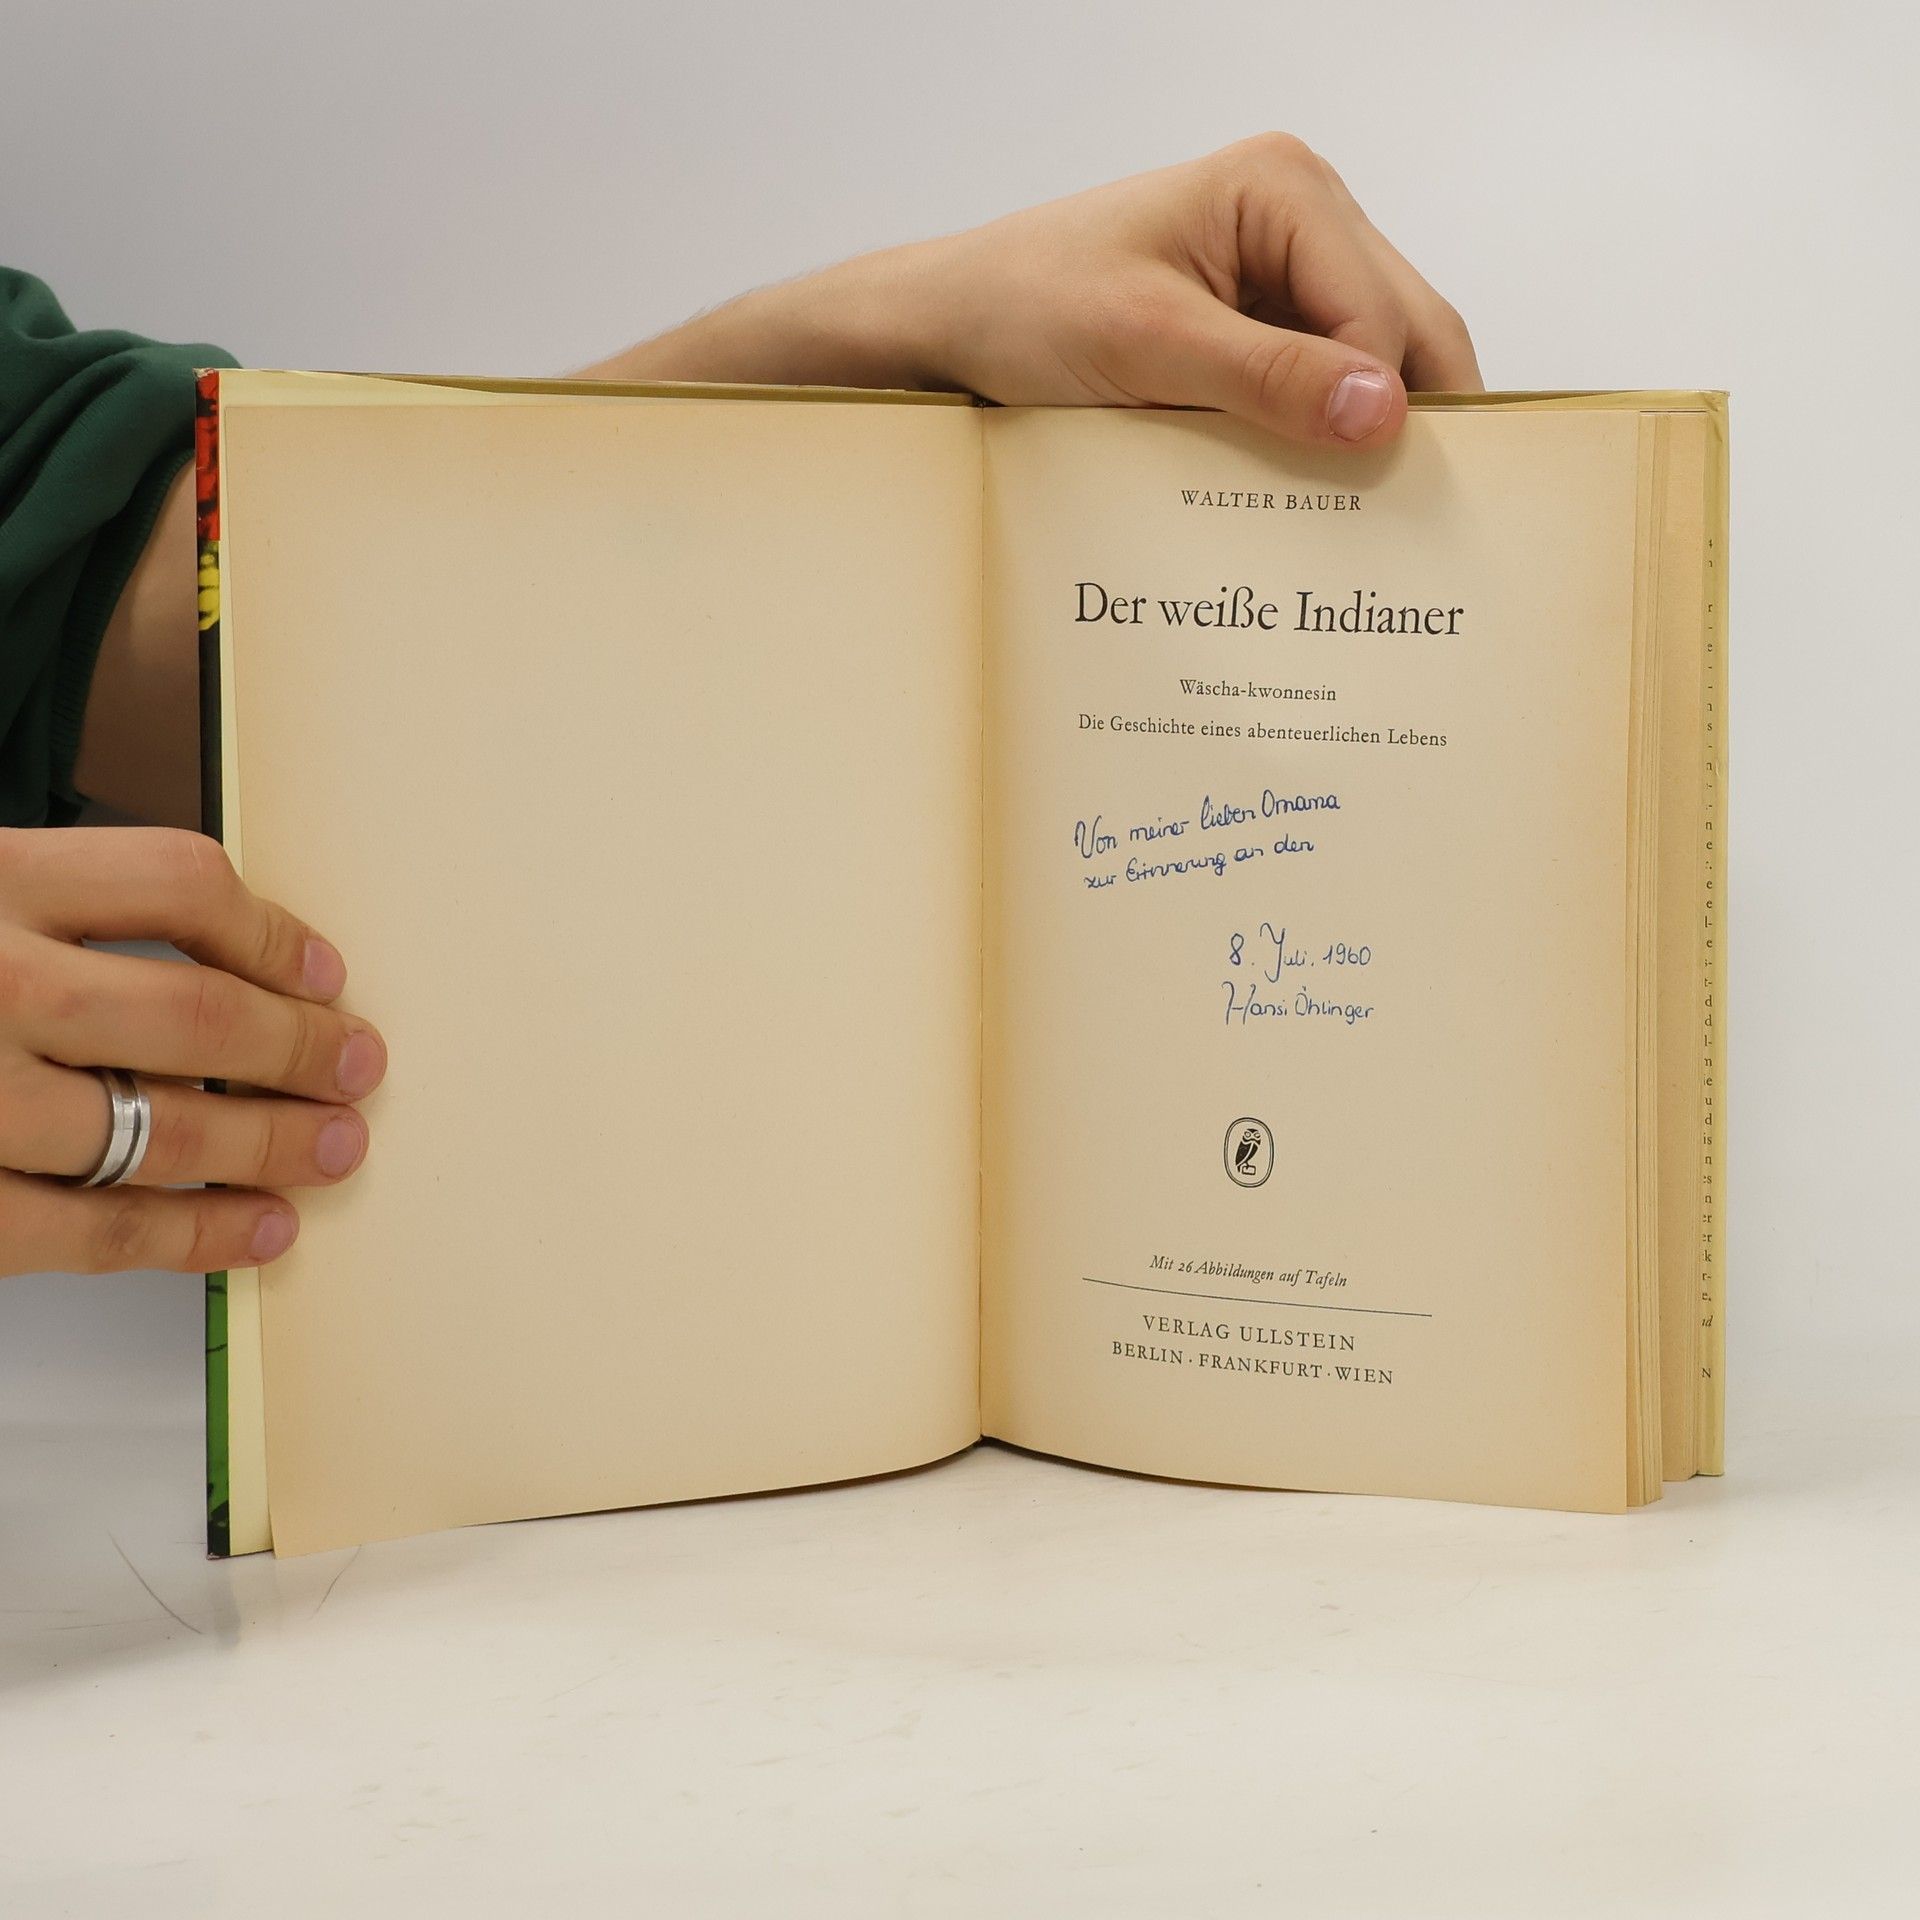 WALTER BAUER
Der weiße Indianer
Wäscha-kwonnesin
Die Geschichte eines abenteuerlichen Lebens
Von meiner lieben Omama
zur Erinnerung an den
8. Juli. 1960
Hansi Öhlinger
Mit 26 Abbildungen auf Tafeln
VERLAG ULLSTEIN
BERLIN · FRANKFURT · WIEN